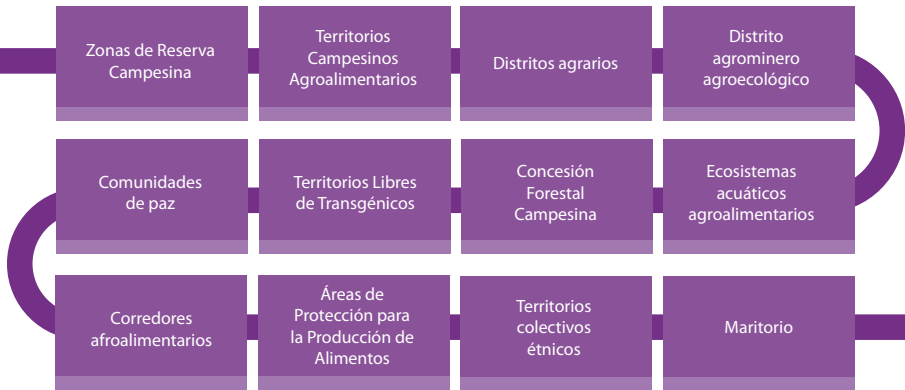 Zonas de Reserva
Campesina
Territorios
Campesinos
Agroalimentarios
Distritos agrarios
Distrito
agrominero
agroecológico
Comunidades
de paz
Territorios Libres
de Transgénicos
Concesión
Forestal
Campesina
Ecosistemas
acuáticos
agroalimentarios
Corredores
afroalimentarios
Áreas de
Protección para
la Producción de
Alimentos
Territorios
colectivos
étnicos
Maritorio